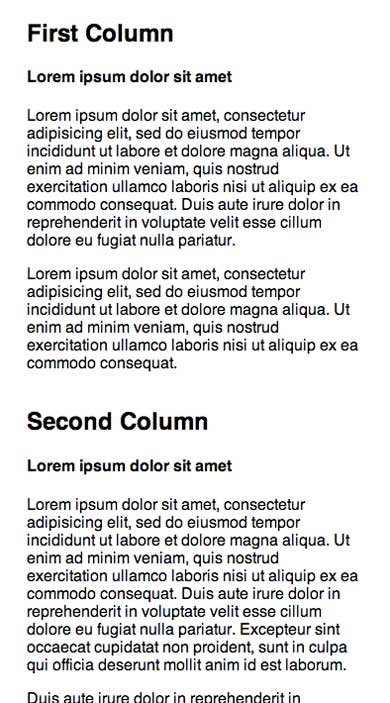 First Column
Lorem ipsum dolor sit amet
Lorem ipsum dolor sit amet, consectetur
adipisicing elit, sed do eiusmod tempor
incididunt ut labore et dolore magna aliqua. Ut
enim ad minim veniam, quis nostrud
exercitation ullamco laboris nisi ut aliquip ex ea
commodo consequat. Duis aute irure dolor in
reprehenderit in voluptate velit esse cillum
dolore eu fugiat nulla pariatur.
Lorem ipsum dolor sit amet, consectetur
adipisicing elit, sed do eiusmod tempor
incididunt ut labore et dolore magna aliqua. Ut
enim ad minim veniam, quis nostrud
exercitation ullamco laboris nisi ut aliquip ex ea
commodo consequat.
Second Column
Lorem ipsum dolor sit amet
Lorem ipsum dolor sit amet, consectetur
adipisicing elit, sed do eiusmod tempor
incididunt ut labore et dolore magna aliqua. Ut
enim ad minim veniam, quis nostrud
exercitation ullamco laboris nisi ut aliquip ex ea
commodo consequat. Duis aute irure dolor in
reprehenderit in voluptate velit esse cillum
dolore eu fugiat nulla pariatur. Excepteur sint
occaecat cupidatat non proident, sunt in culpa
qui officia deserunt mollit anim id est laborum.
Duis aute irure dolor in reprehenderit in